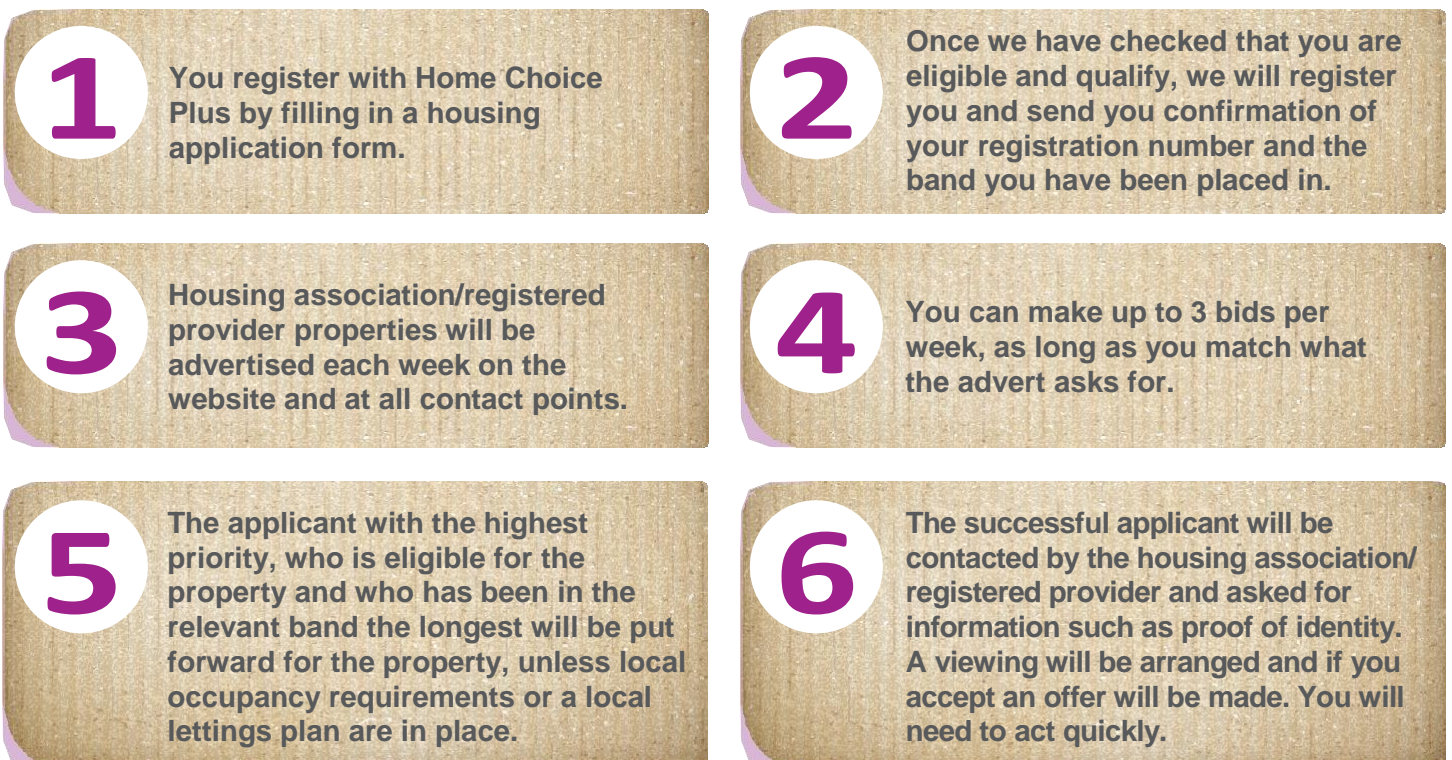 1
You register with Home Choice
Plus by filling in a housing
application form.
2
Once we have checked that you are
eligible and qualify, we will register
you and send you confirmation of
your registration number and the
band you have been placed in.
3
Housing association/registered
provider properties will be
advertised each week on the
website and at all contact points.
4
You can make up to 3 bids per
week, as long as you match what
the advert asks for.
5
The applicant with the highest
priority, who is eligible for the
property and who has been in the
relevant band the longest will be put
forward for the property, unless local
occupancy requirements or a local
lettings plan are in place.
6
The successful applicant will be
contacted by the housing association/
registered provider and asked for
information such as proof of identity.
A viewing will be arranged and if you
accept an offer will be made. You will
need to act quickly.